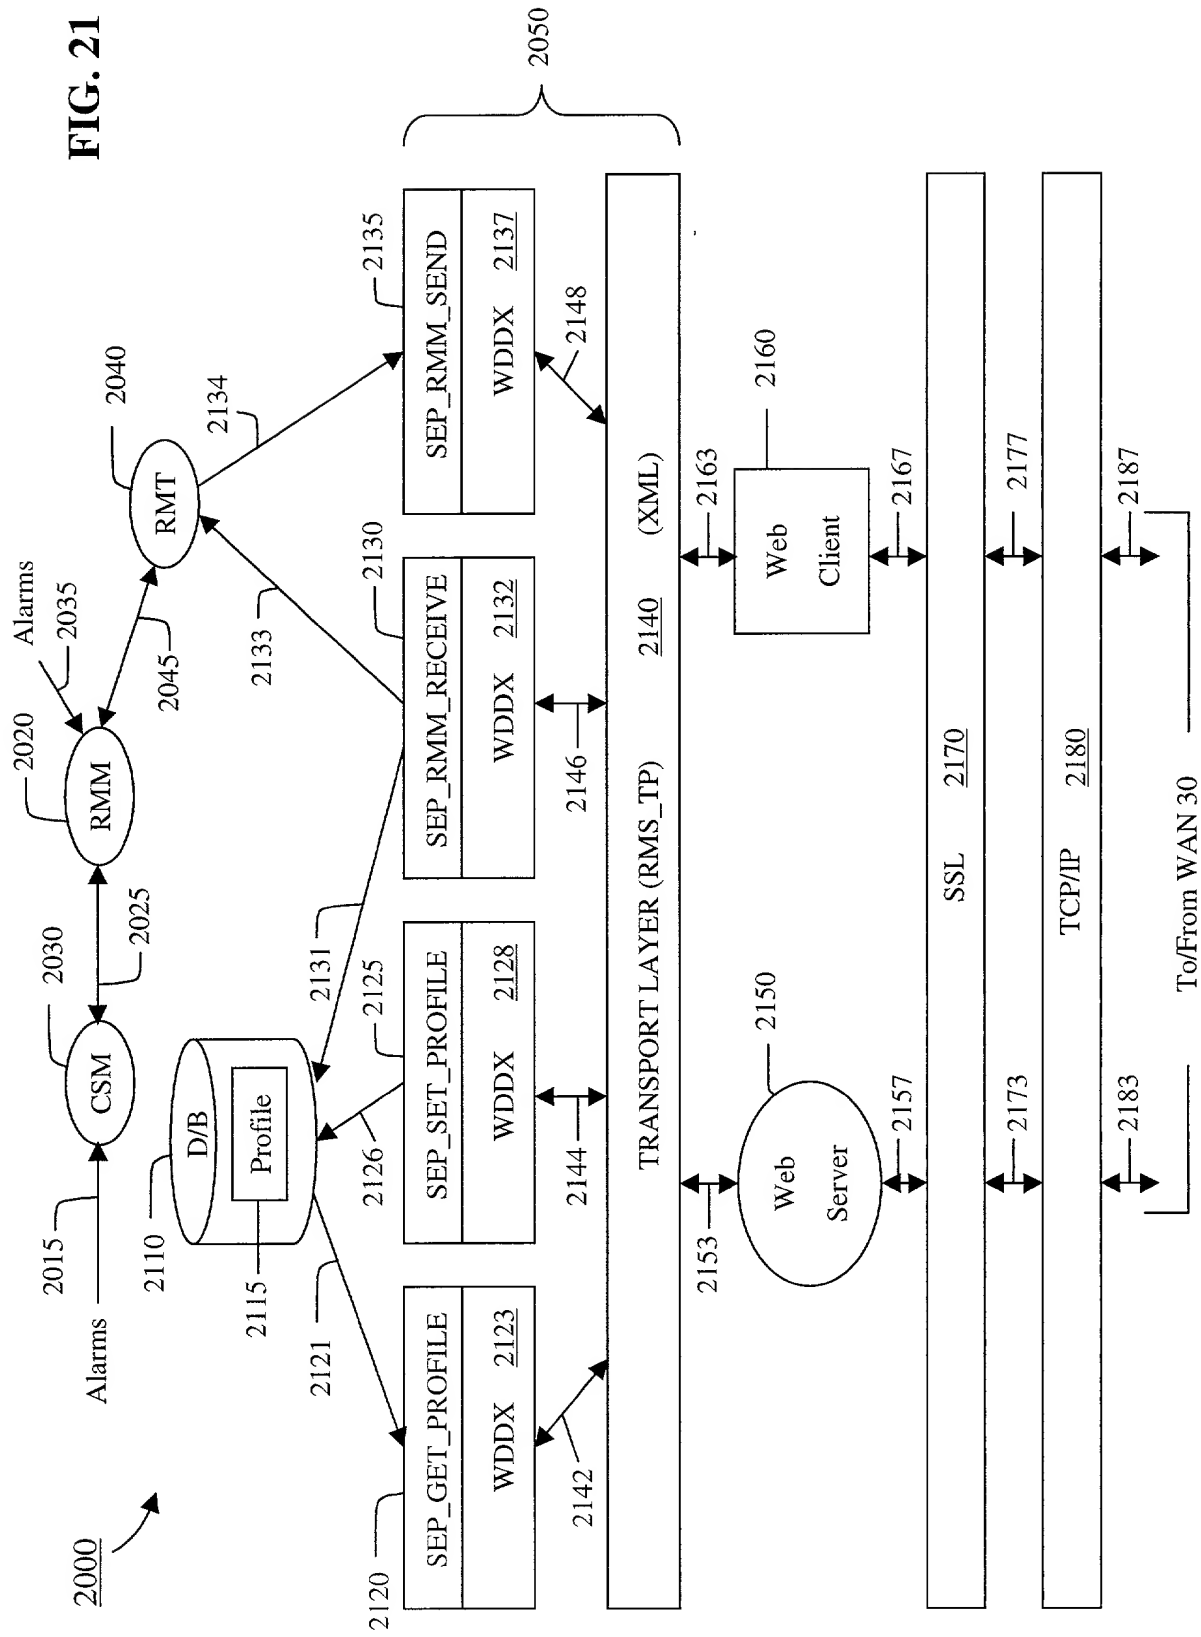 FIG. 21
2000
Alarms
2015
CSM
2030
2025
RMM
2020
Alarms
2035
2045
RMT
2040
2110
D/B
Profile
2115
2121
2126
2131
2133
2134
2050
2120
SEP_GET_PROFILE
WDDX 2123
2125
SEP_SET_PROFILE
WDDX 2128
2130
SEP_RMM_RECEIVE
WDDX 2132
2135
SEP_RMM_SEND
WDDX 2137
2142
2144
2146
2148
TRANSPORT LAYER (RMS_TP) 2140 (XML)
2153
2163
Web
Server
2150
Web
Client
2160
2157
2167
SSL 2170
2173
2177
TCP/IP 2180
2183
2187
To/From WAN 30